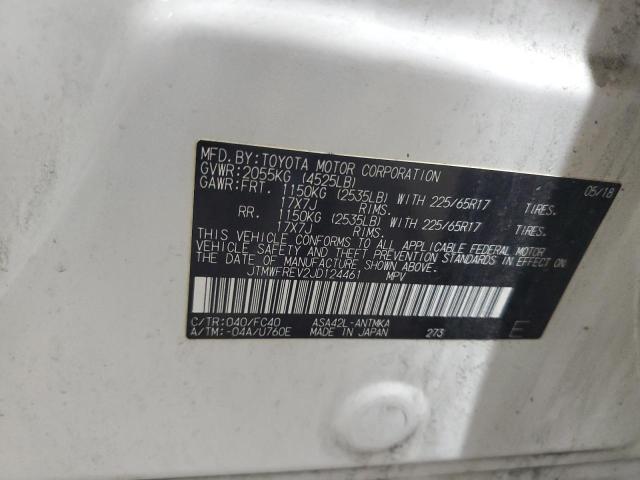 MFD. BY: TOYOTA MOTOR CORPORATION 05/18
GVWR: 2055KG (4525LB)
GAWR: FRT. 1150KG (2535LB) WITH 225/65R17 TIRES.
17X7J RIMS.
RR. 1150KG (2535LB) WITH 225/65R17 TIRES.
17X7J RIMS.
THIS VEHICLE CONFORMS TO ALL APPLICABLE FEDERAL MOTOR
VEHICLE SAFETY AND THEFT PREVENTION STANDARDS IN EFFECT ON
THE DATE OF MANUFACTURE SHOWN ABOVE.
JTMWFREV2JD124461 MPV
C/TR: 040/FC40 ASA42L-ANTMKA
A/TM: -04A/U760E MADE IN JAPAN 273 E